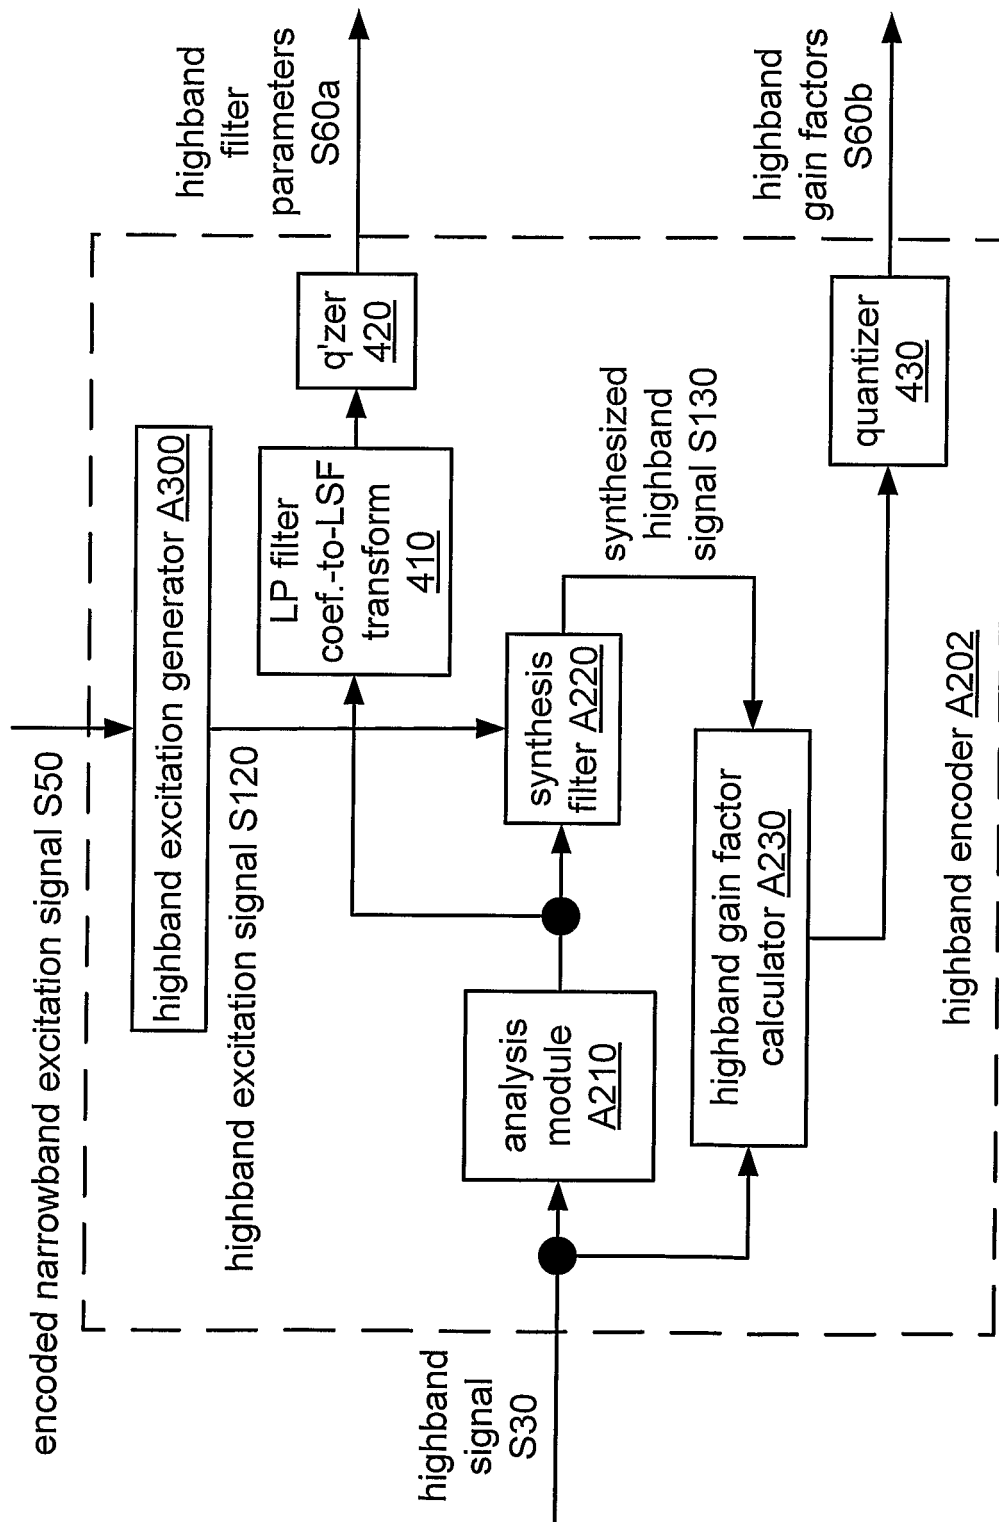 encoded narrowband excitation signal S50
highband excitation generator A300
highband excitation signal S120
highband
filter
parameters
S60a
LP filter
coef.-to-LSF
transform
410
q'zer
420
highband
signal
S30
analysis
module
A210
synthesis
filter A220
synthesized
highband
signal S130
highband gain factor
calculator A230
quantizer
430
highband
gain factors
S60b
highband encoder A202